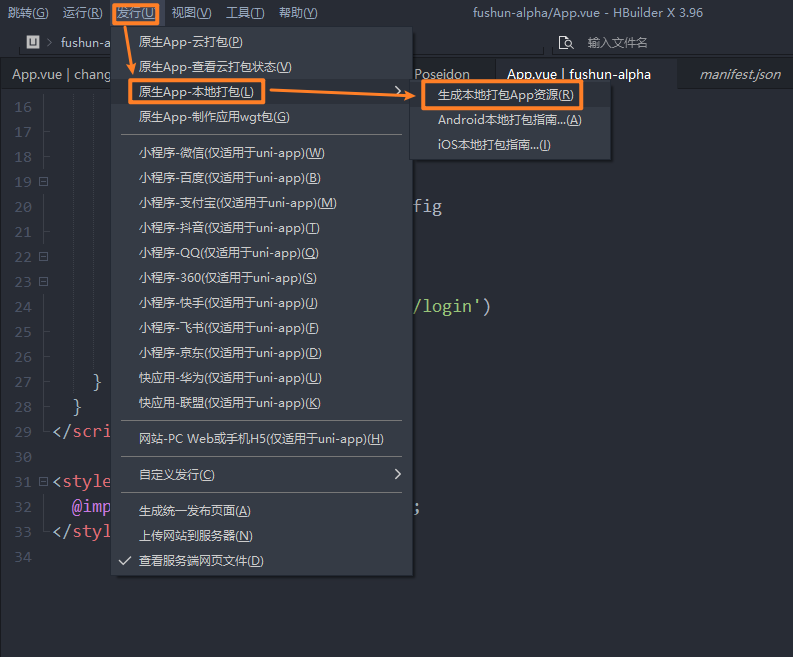 跳转(G) 运行(R) 发行(U) 视图(V) 工具(T) 帮助(Y) fushun-alpha/App.vue - HBuilder X 3.96
fushun-a 输入文件名
App.vue | chang Poseidon App.vue | fushun-alpha manifest.json
原生App-云打包(P)
原生App-查看云打包状态(V)
原生App-本地打包(L)
原生App-制作应用wgt包(G)
小程序-微信(仅适用于uni-app)(W)
小程序-百度(仅适用于uni-app)(B)
小程序-支付宝(仅适用于uni-app)(M)
小程序-抖音(仅适用于uni-app)(T)
小程序-QQ(仅适用于uni-app)(Q)
小程序-360(仅适用于uni-app)(S)
小程序-快手(仅适用于uni-app)(J)
小程序-飞书(仅适用于uni-app)(F)
小程序-京东(仅适用于uni-app)(D)
快应用-华为(仅适用于uni-app)(U)
快应用-联盟(仅适用于uni-app)(K)
网站-PC Web或手机H5(仅适用于uni-app)(H)
自定义发行(C)
生成统一发布页面(A)
上传网站到服务器(N)
查看服务端网页文件(D)
生成本地打包App资源(R)
Android本地打包指南...(A)
iOS本地打包指南...(I)
16
17
18
19
20 fig
21
22
23
24 /login')
25
26
27 }
28 }
29 </scri
30
31 <style
32 @imp ;
33 </styl
34